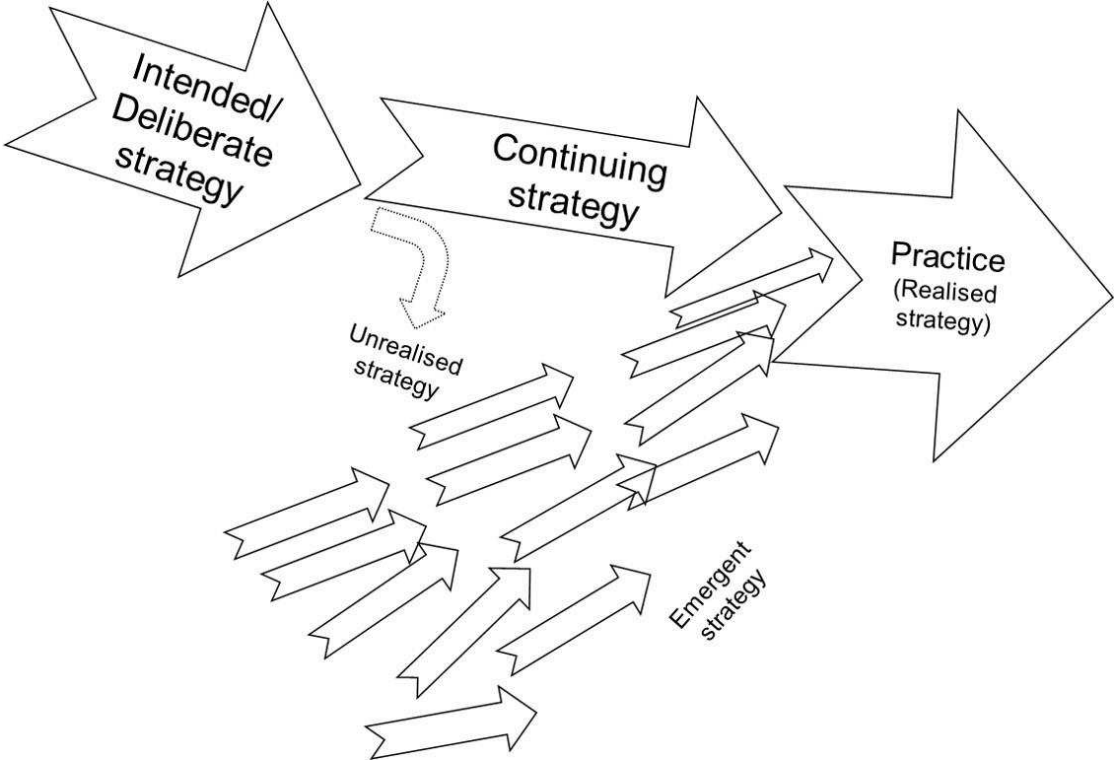 Intended/
Deliberate
strategy
Continuing
strategy
Practice
(Realised
strategy)
Unrealised
strategy
Emergent
strategy